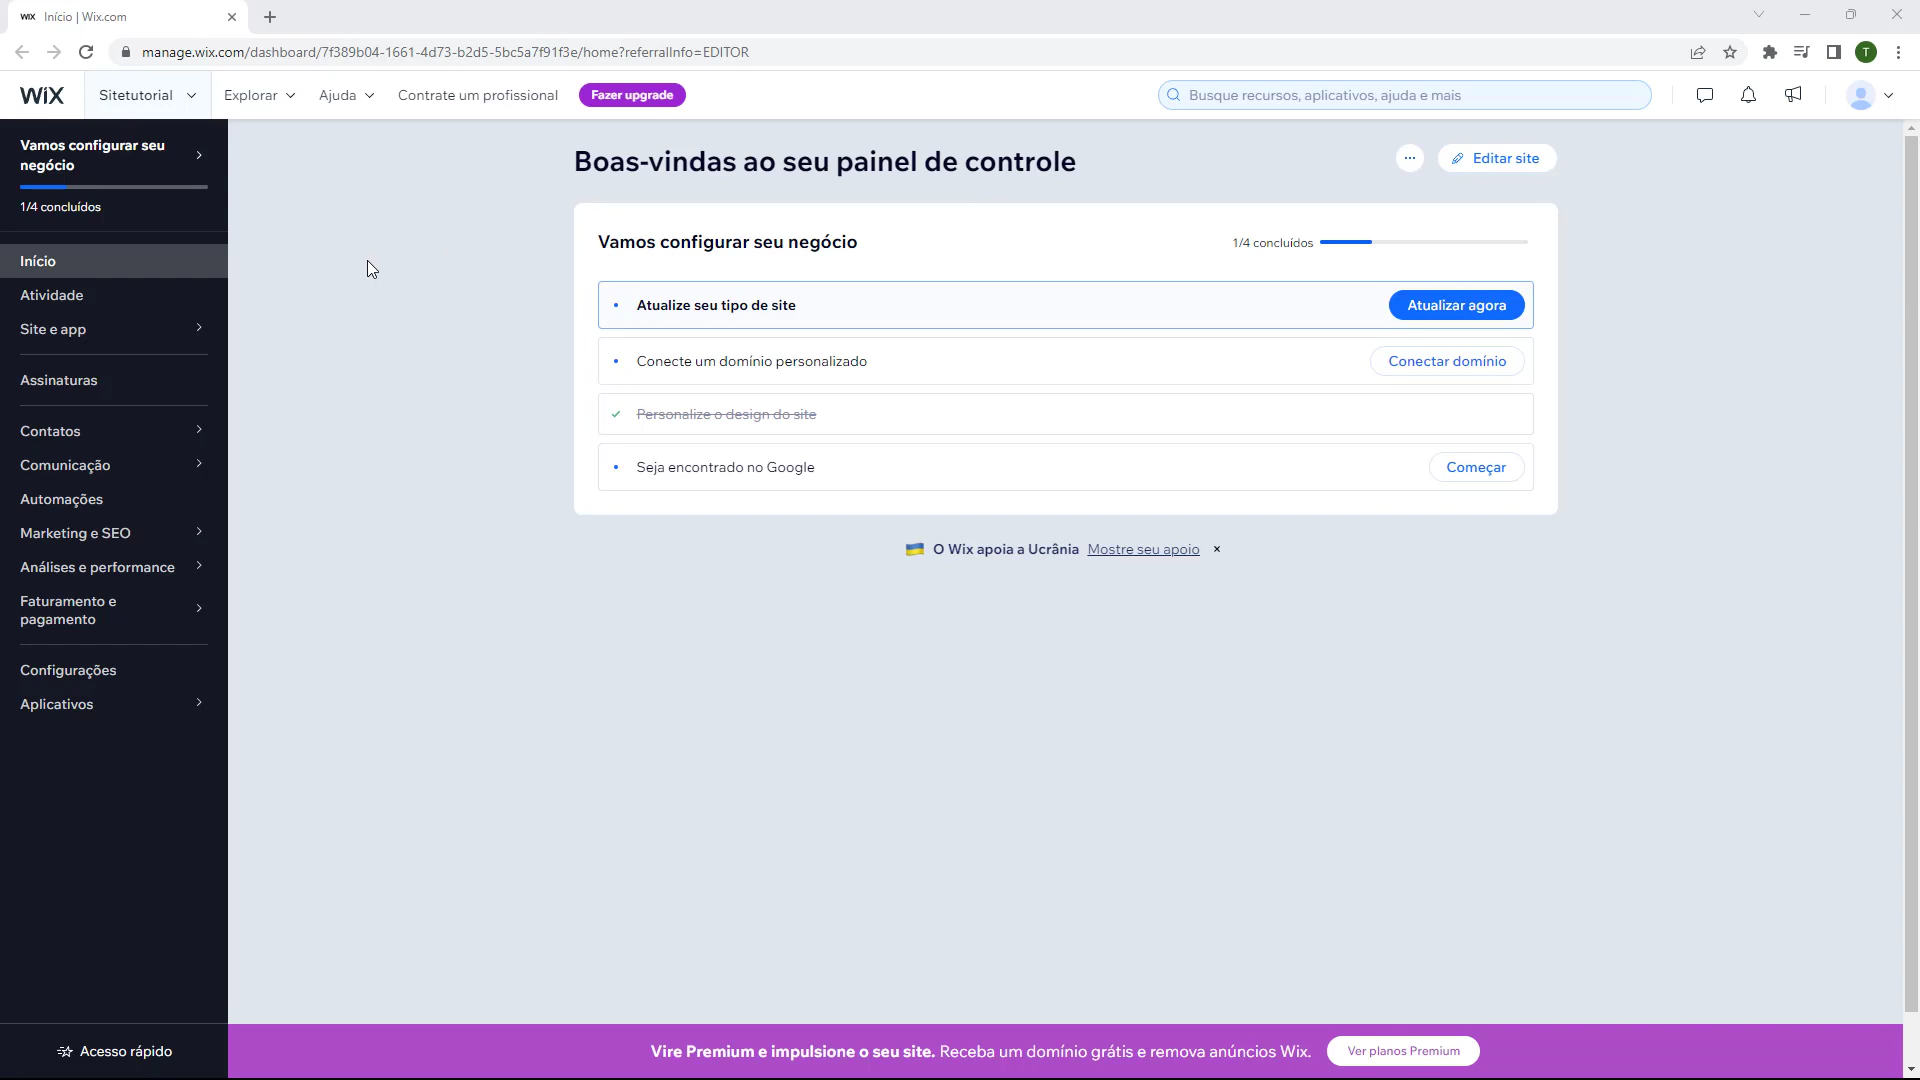 WiX Início | Wix.com
manage.wix.com/dashboard/7f389b04-1661-4d73-b2d5-5bc5a7f91f3e/home?referralInfo=EDITOR
T
WiX
Sitetutorial
Explorar
Ajuda
Contrate um profissional
Fazer upgrade
Busque recursos, aplicativos, ajuda e mais
Vamos configurar seu
negócio
1/4 concluídos
Início
Atividade
Site e app
Assinaturas
Contatos
Comunicação
Automações
Marketing e SEO
Análises e performance
Faturamento e
pagamento
Configurações
Aplicativos
Acesso rápido
Boas-vindas ao seu painel de controle
Editar site
Vamos configurar seu negócio
1/4 concluídos
Atualize seu tipo de site
Atualizar agora
Conecte um domínio personalizado
Conectar domínio
Personalize o design do site
Seja encontrado no Google
Começar
O Wix apoia a Ucrânia Mostre seu apoio
Vire Premium e impulsione o seu site. Receba um domínio grátis e remova anúncios Wix.
Ver planos Premium